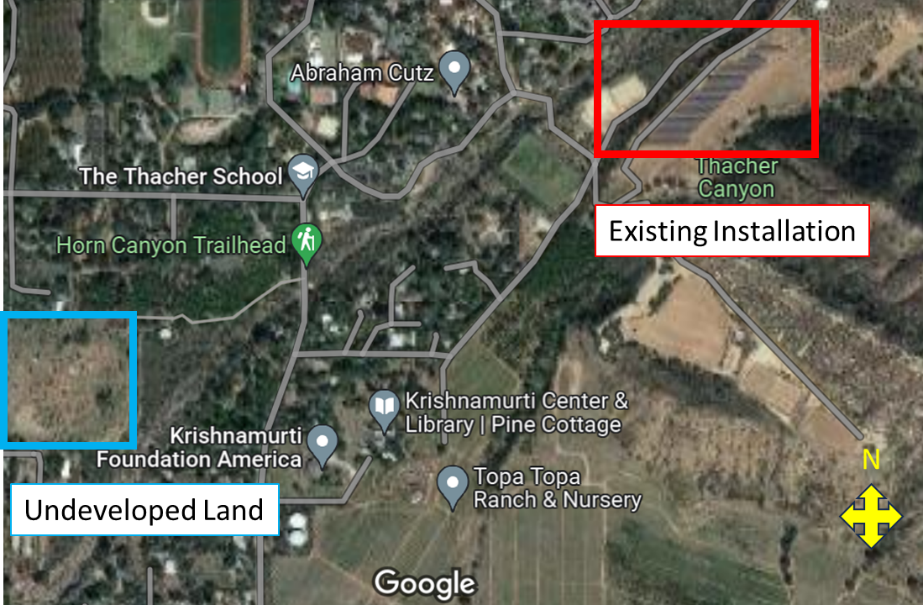 Abraham Cutz
The Thacher School
Thacher
Canyon
Existing Installation
Horn Canyon Trailhead
Krishnamurti Center &
Library | Pine Cottage
Krishnamurti
Foundation America
N
Topa Topa
Ranch & Nursery
Undeveloped Land
Google